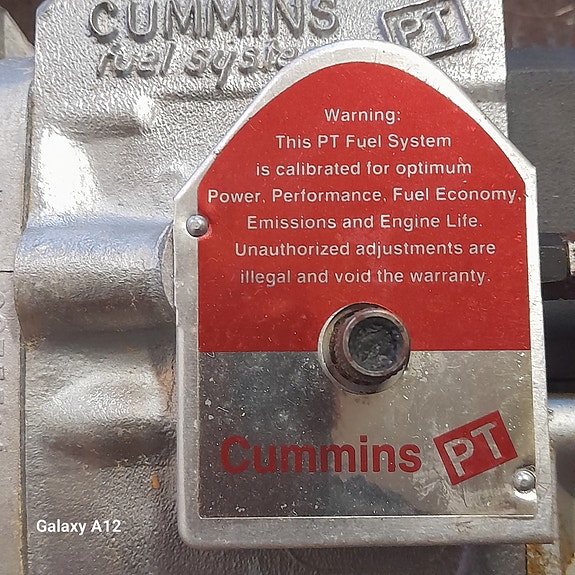 CUMMINS PT
fuel system
Warning:
This PT Fuel System
is calibrated for optimum
Power, Performance, Fuel Economy,
Emissions and Engine Life.
Unauthorized adjustments are
illegal and void the warranty.
Cummins PT
Galaxy A12